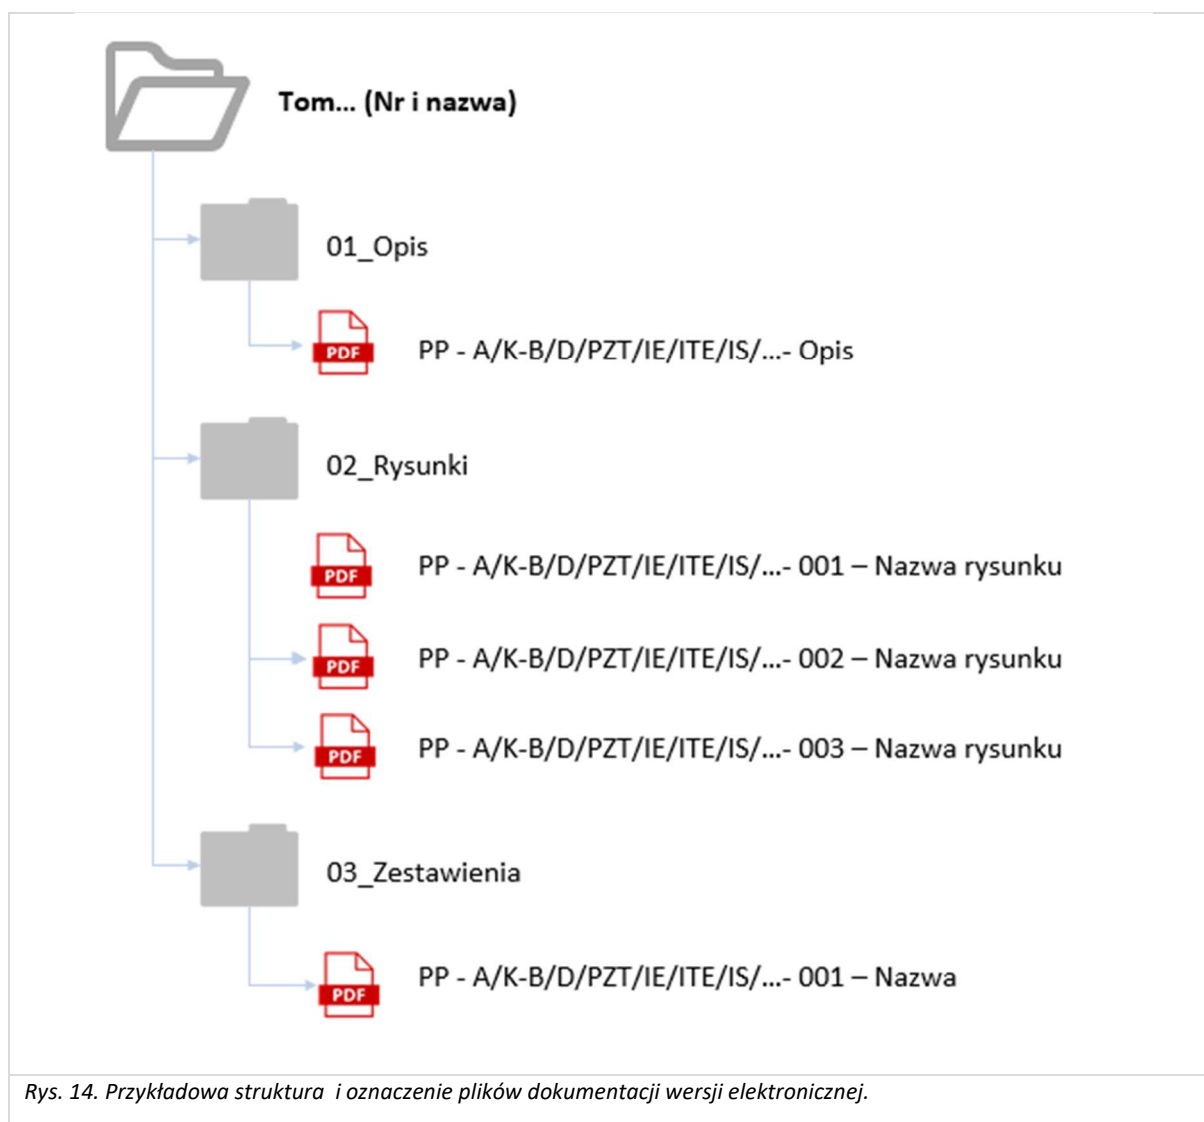 Tom... (Nr i nazwa)
01_Opis
PDF
PP - A/K-B/D/PZT/IE/ITE/IS/...- Opis
02_Rysunki
PDF
PP - A/K-B/D/PZT/IE/ITE/IS/...- 001 – Nazwa rysunku
PDF
PP - A/K-B/D/PZT/IE/ITE/IS/...- 002 – Nazwa rysunku
PDF
PP - A/K-B/D/PZT/IE/ITE/IS/...- 003 – Nazwa rysunku
03_Zestawienia
PDF
PP - A/K-B/D/PZT/IE/ITE/IS/...- 001 – Nazwa
Rys. 14. Przykładowa struktura  i oznaczenie plików dokumentacji wersji elektronicznej.